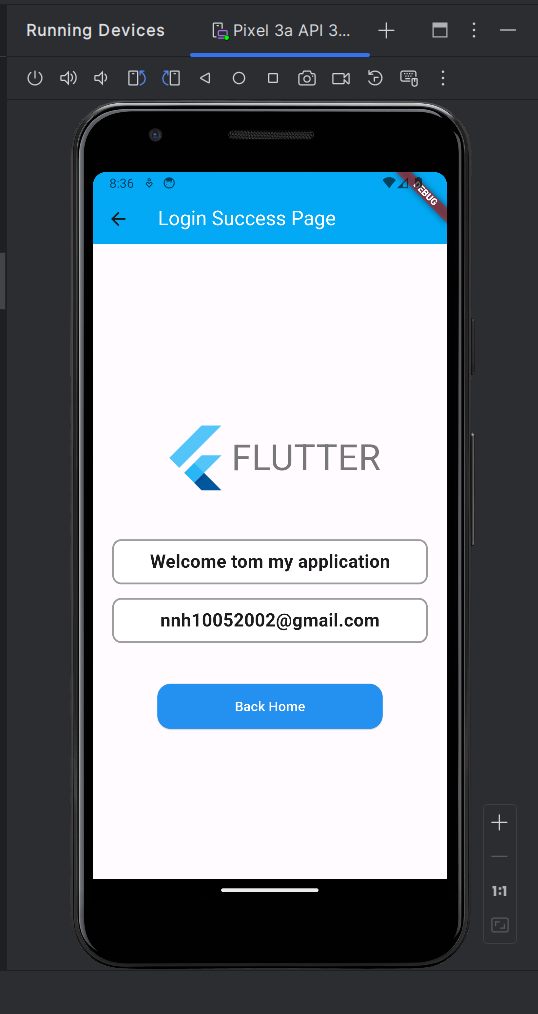 Running Devices
Pixel 3a API 3...
8:36
DEBUG
Login Success Page
FLUTTER
Welcome tom my application
nnh10052002@gmail.com
Back Home
1:1